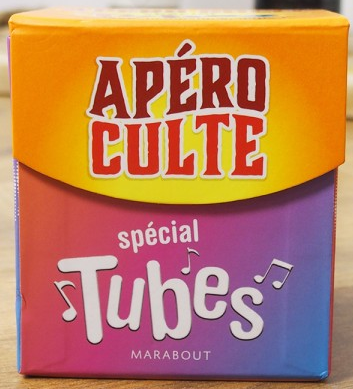 APÉRO
CULTE
spécial
Tubes
MARABOUT